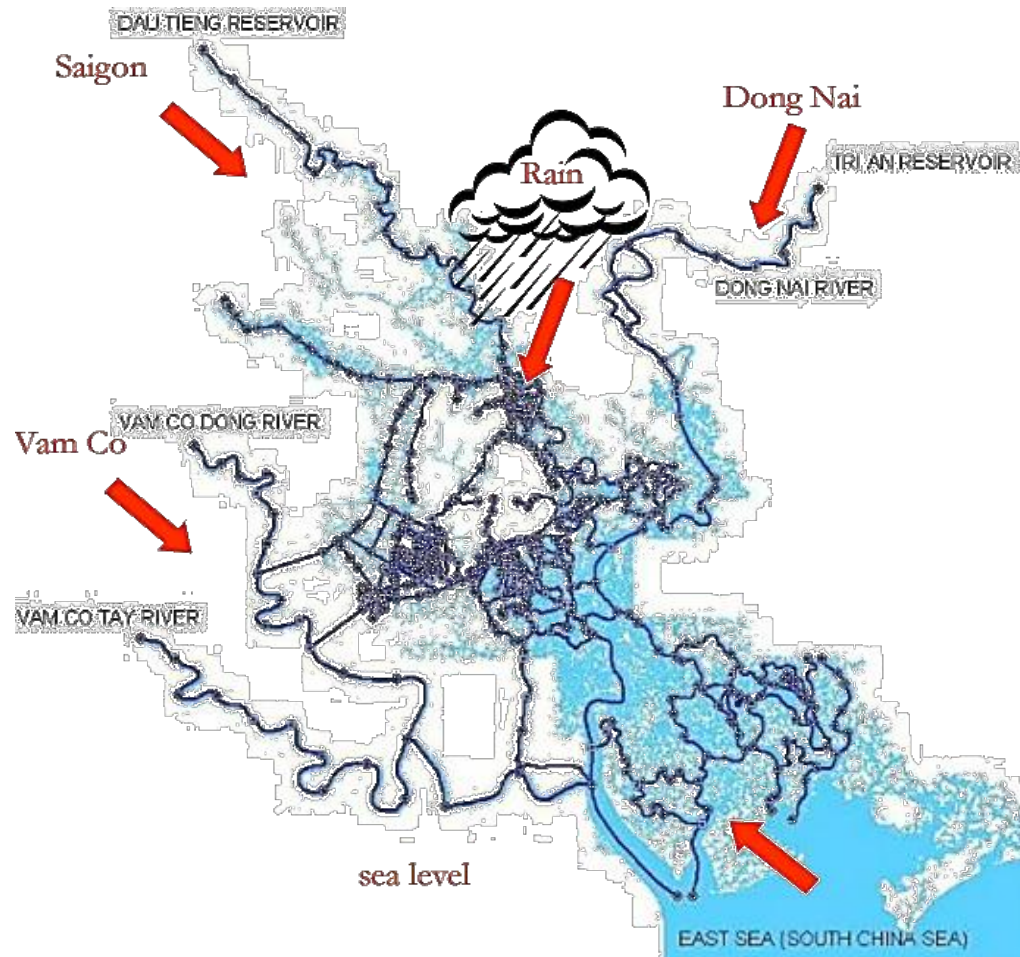 DAU TIENG RESERVOIR
Saigon
Dong Nai
TRI AN RESERVOIR
Rain
DONG NAI RIVER
VAM CO DONG RIVER
Vam Co
VAM CO TAY RIVER
sea level
EAST SEA (SOUTH CHINA SEA)